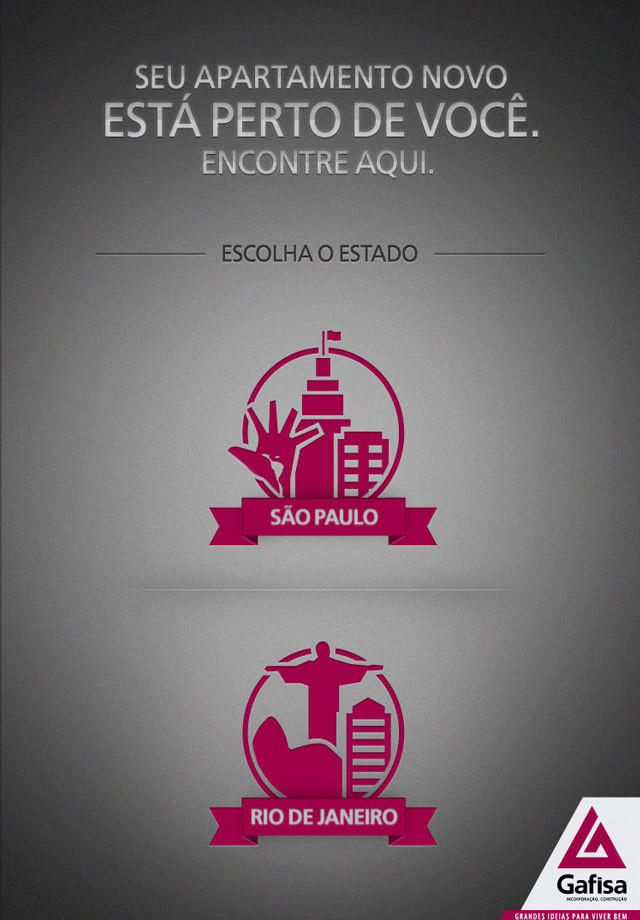 SEU APARTAMENTO NOVO
ESTÁ PERTO DE VOCÊ.
ENCONTRE AQUI.
ESCOLHA O ESTADO
SÃO PAULO
RIO DE JANEIRO
Gafisa
INCORPORAÇÃO, CONSTRUÇÃO
GRANDES IDEIAS PARA VIVER BEM